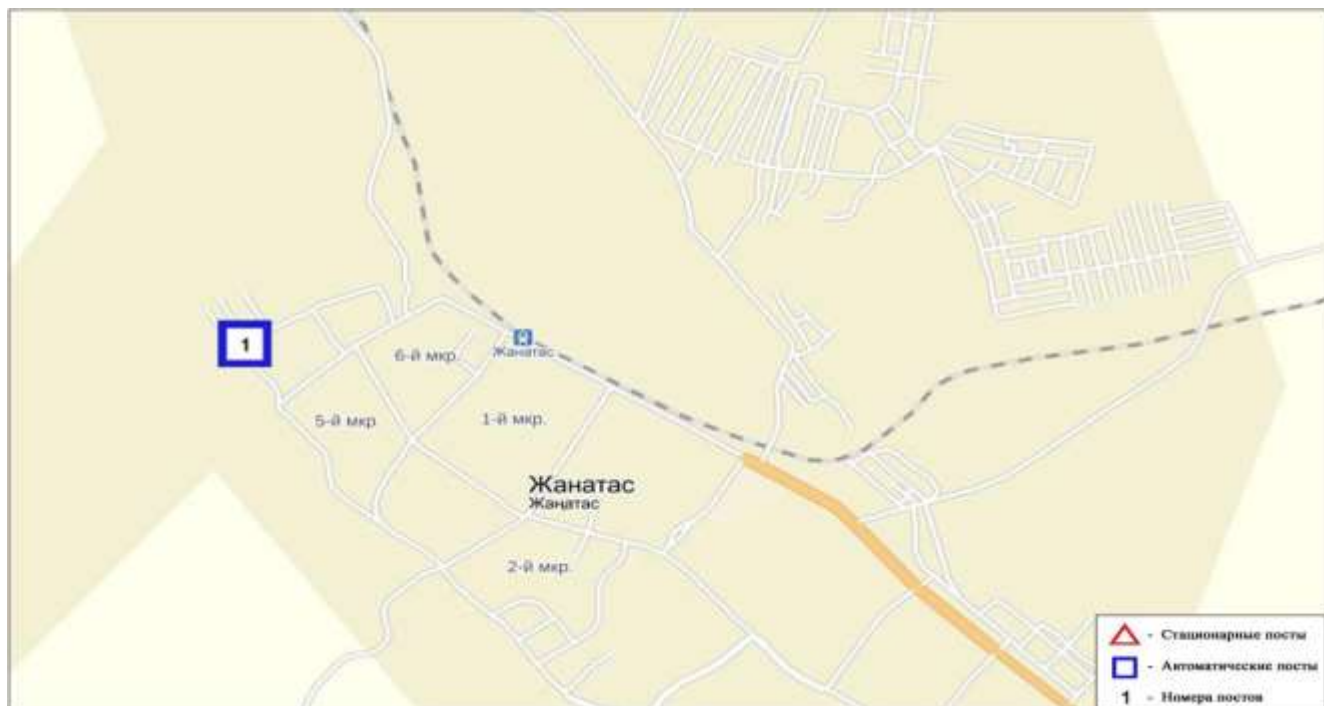 1
6-й мкр.
Жанатас
5-й мкр.
1-й мкр.
Жанатас
Жаңатас
2-й мкр.
- Стационарные посты
- Автоматические посты
1 - Номера постов